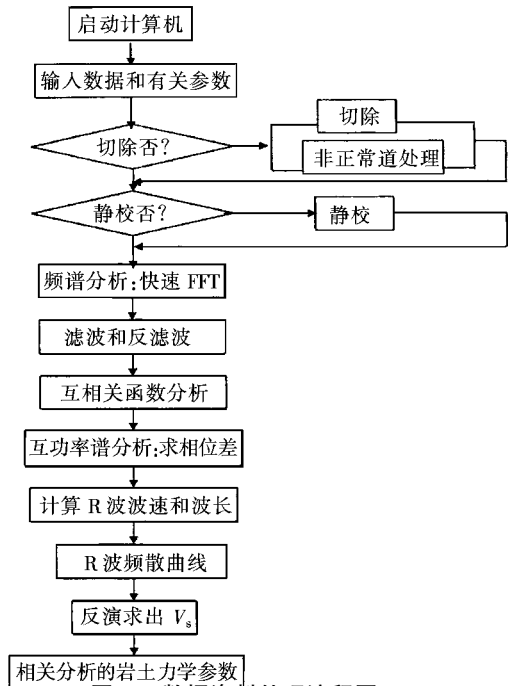 启动计算机
输入数据和有关参数
切除否?
切除
非正常道处理
静校否?
静校
频谱分析:快速 FFT
滤波和反滤波
互相关函数分析
互功率谱分析:求相位差
计算 R 波波速和波长
R 波频散曲线
反演求出 Vs
相关分析的岩土力学参数